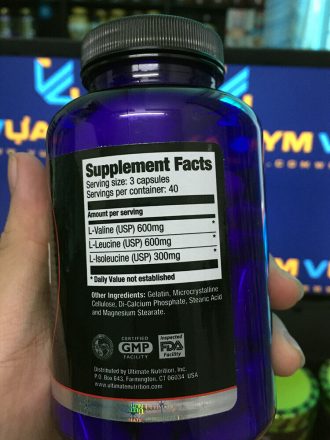 Supplement Facts
Serving size: 3 capsules
Servings per container: 40
Amount per serving
L-Valine (USP) 600mg *
L-Leucine (USP) 600mg *
L-Isoleucine (USP) 300mg *
* Daily Value not established
Other Ingredients: Gelatin, Microcrystalline
Cellulose, Di-Calcium Phosphate, Stearic Acid
and Magnesium Stearate.
CERTIFIED
GMP
FACILITY
Inspected
FDA
Facility
Distributed by Ultimate Nutrition, Inc.
P.O Box 643, Farmington, CT 06034 USA
www.ultimatenutrition.com
YM V